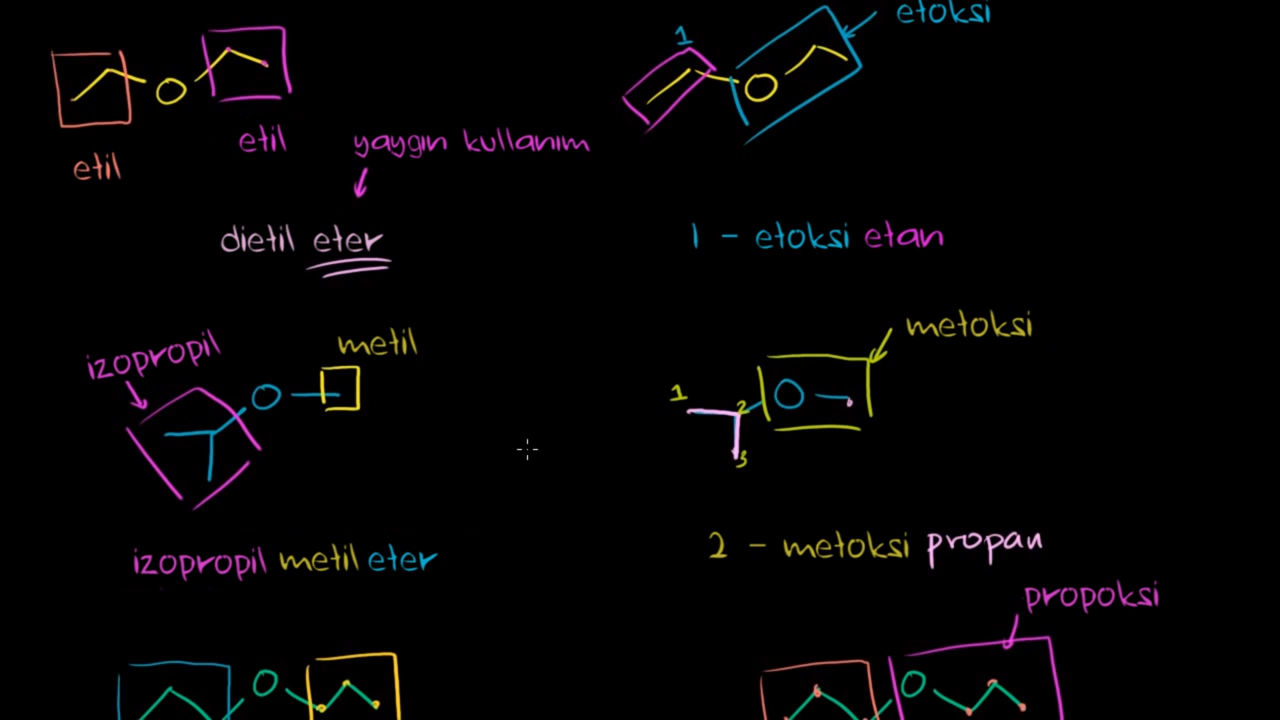 etoksi
1
O
O
etil
etil
yaygın kullanım
dietil eter
1 - etoksi etan
izopropil
metil
metoksi
O
1
2
O
3
izopropil metil eter
2 - metoksi propan
propoksi
O
O